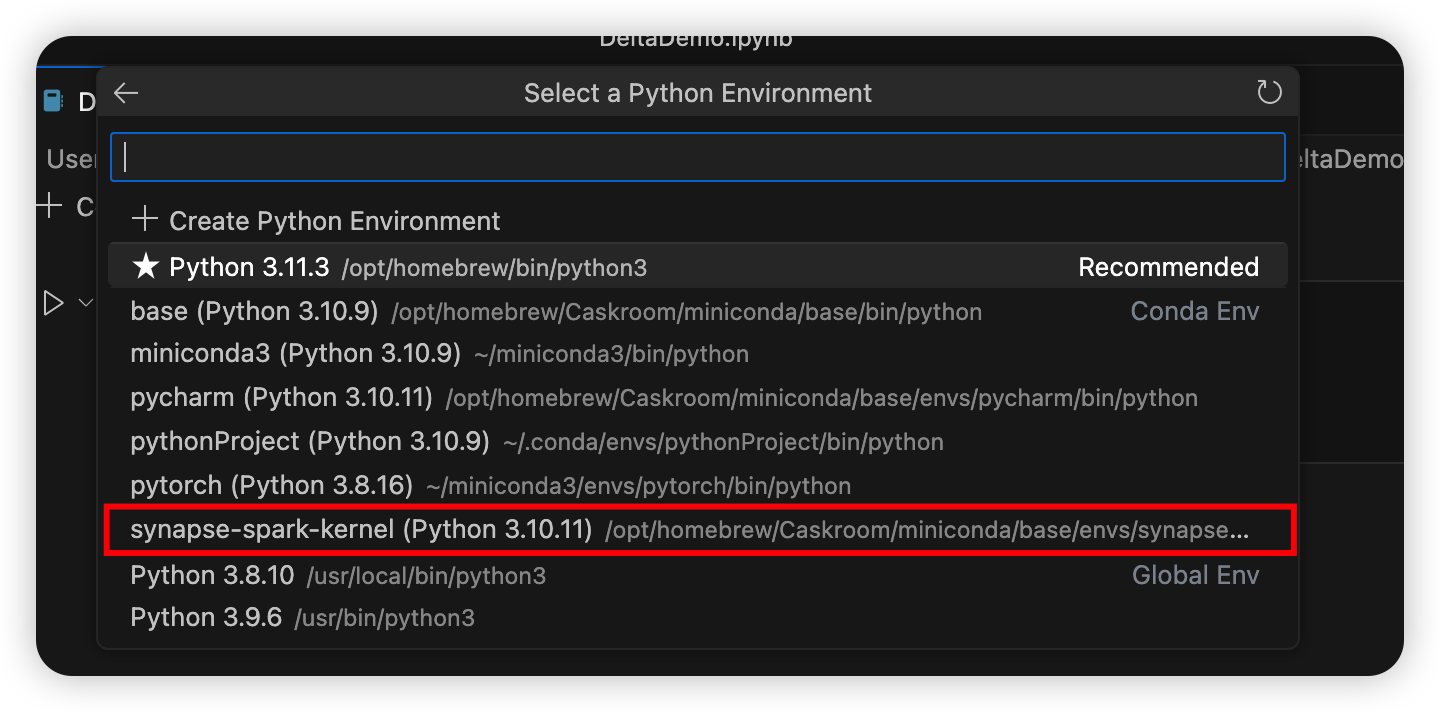 DeltaDemo.ipynb
Select a Python Environment
D
User
eltaDemo
C
Create Python Environment
Python 3.11.3 /opt/homebrew/bin/python3 Recommended
base (Python 3.10.9) /opt/homebrew/Caskroom/miniconda/base/bin/python Conda Env
miniconda3 (Python 3.10.9) ~/miniconda3/bin/python
pycharm (Python 3.10.11) /opt/homebrew/Caskroom/miniconda/base/envs/pycharm/bin/python
pythonProject (Python 3.10.9) ~/.conda/envs/pythonProject/bin/python
pytorch (Python 3.8.16) ~/miniconda3/envs/pytorch/bin/python
synapse-spark-kernel (Python 3.10.11) /opt/homebrew/Caskroom/miniconda/base/envs/synapse...
Python 3.8.10 /usr/local/bin/python3 Global Env
Python 3.9.6 /usr/bin/python3